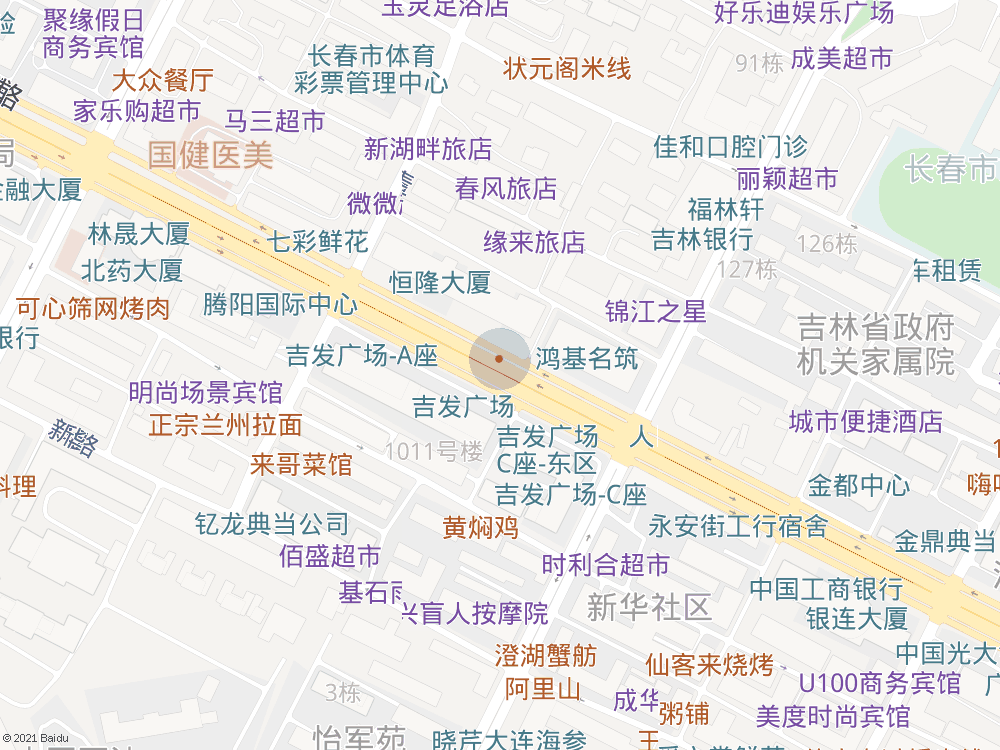 玉灵足浴店
好乐迪娱乐广场
聚缘假日
商务宾馆
长春市体育
彩票管理中心
状元阁米线
91栋
成美超市
大众餐厅
家乐购超市
马三超市
国健医美
新湖畔旅店
佳和口腔门诊
长春市
丽颖超市
金融大厦
春风旅店
微微
福林轩
吉林银行
林晟大厦
七彩鲜花
缘来旅店
126栋
127栋
车租赁
北药大厦
恒隆大厦
可心筛网烤肉
腾阳国际中心
锦江之星
吉林省政府
机关家属院
银行
吉发广场-A座
鸿基名筑
明尚场景宾馆
吉发广场
城市便捷酒店
正宗兰州拉面
新路
1011号楼
吉发广场
C座-东区
人
来哥菜馆
料理
吉发广场-C座
金都中心
钇龙典当公司
黄焖鸡
永安街工行宿舍
金鼎典当
佰盛超市
时利合超市
基石
兴盲人按摩院
新华社区
中国工商银行
银连大厦
澄湖蟹舫
仙客来烧烤
中国光大
阿里山
3栋
成华
U100商务宾馆
粥铺
美度时尚宾馆
怡军苑
晓芹大连海参
© 2021 Baidu